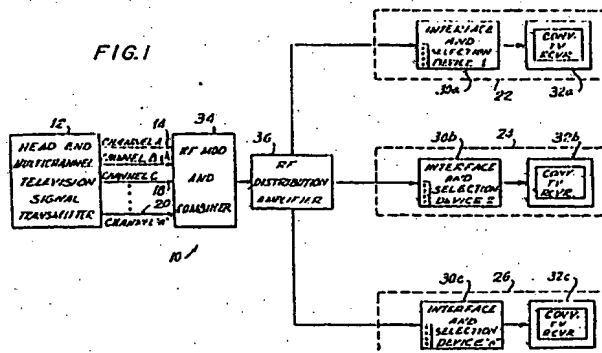 FIG.1
12
HEAD END
MULTICHANNEL
TELEVISION
SIGNAL
TRANSMITTER
14
CHANNEL A
CHANNEL B
CHANNEL C
18
20
CHANNEL "N"
10
34
RF MOD
AND
COMBINER
36
RF
DISTRIBUTION
AMPLIFIER
INTERFACE
AND
SELECTION
DEVICE 1
30a
CONV.
TV
RCVR.
32a
22
30b
INTERFACE
AND
SELECTION
DEVICE 2
32b
CONV.
TV
RCVR.
30c
26
INTERFACE
AND
SELECTION
DEVICE "n"
32c
CONV.
TV
RCVR.